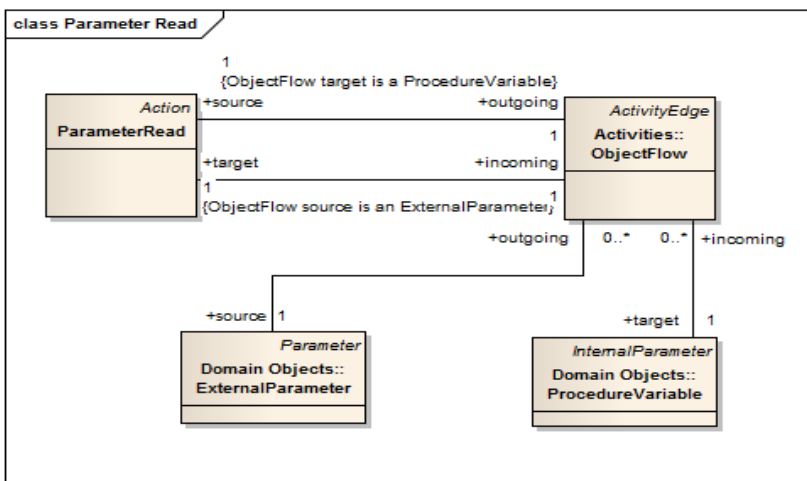 class Parameter Read
1
{ObjectFlow target is a ProcedureVariable}
+source
+outgoing
Action
ParameterRead
ActivityEdge
Activities::
ObjectFlow
1
+target
+incoming
1
1
{ObjectFlow source is an ExternalParameter}
+outgoing
0..*
0..*
+incoming
+source
1
+target
1
Parameter
Domain Objects::
ExternalParameter
InternalParameter
Domain Objects::
ProcedureVariable